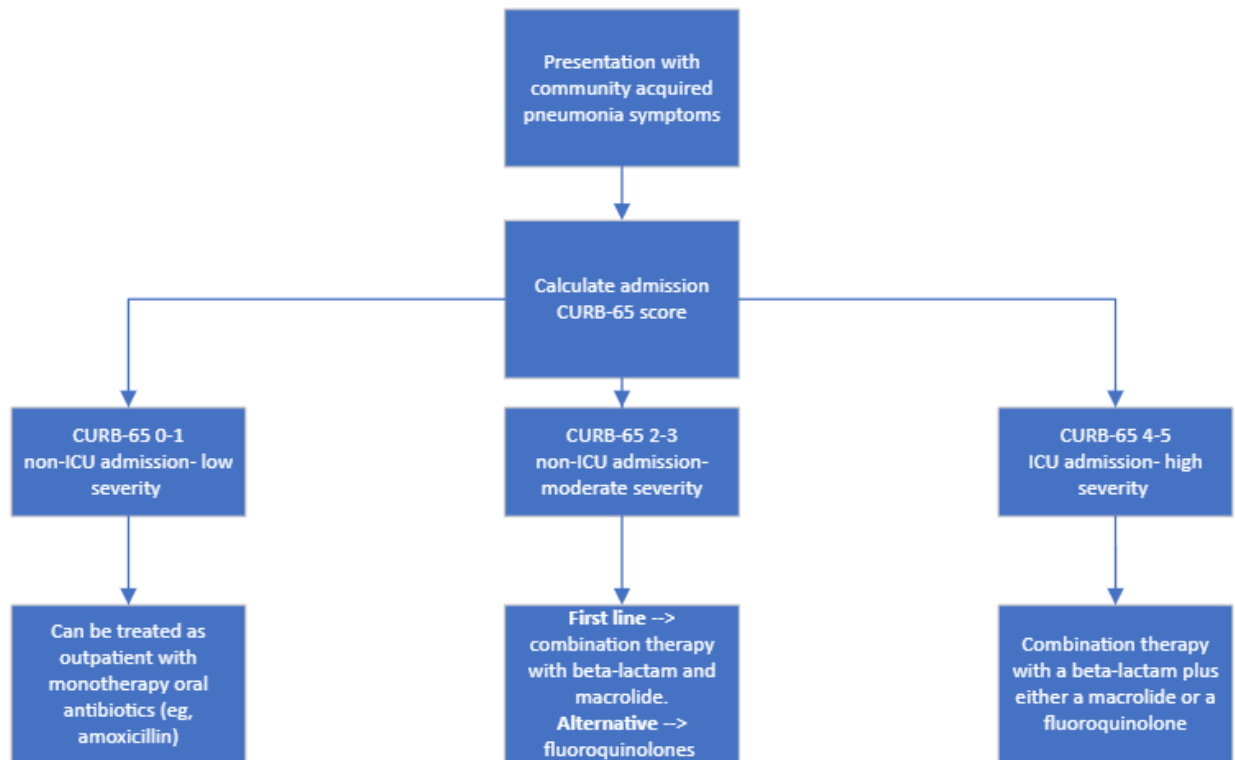 Presentation with
community acquired
pneumonia symptoms
Calculate admission
CURB-65 score
CURB-65 0-1
non-ICU admission- low
severity
CURB-65 2-3
non-ICU admission-
moderate severity
CURB-65 4-5
ICU admission- high
severity
Can be treated as
outpatient with
monotherapy oral
antibiotics (eg,
amoxicillin)
First line -->
combination therapy
with beta-lactam and
macrolide.
Alternative -->
fluoroquinolones
Combination therapy
with a beta-lactam plus
either a macrolide or a
fluoroquinolone